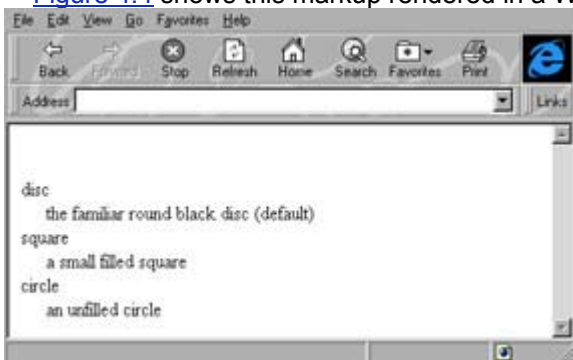 Figure 4.4 shows this markup rendered in a W
File Edit View Go Favorites Help
Back Forward Stop Refresh Home Search Favorites Print
Address Links
disc
the familiar round black disc (default)
square
a small filled square
circle
an unfilled circle